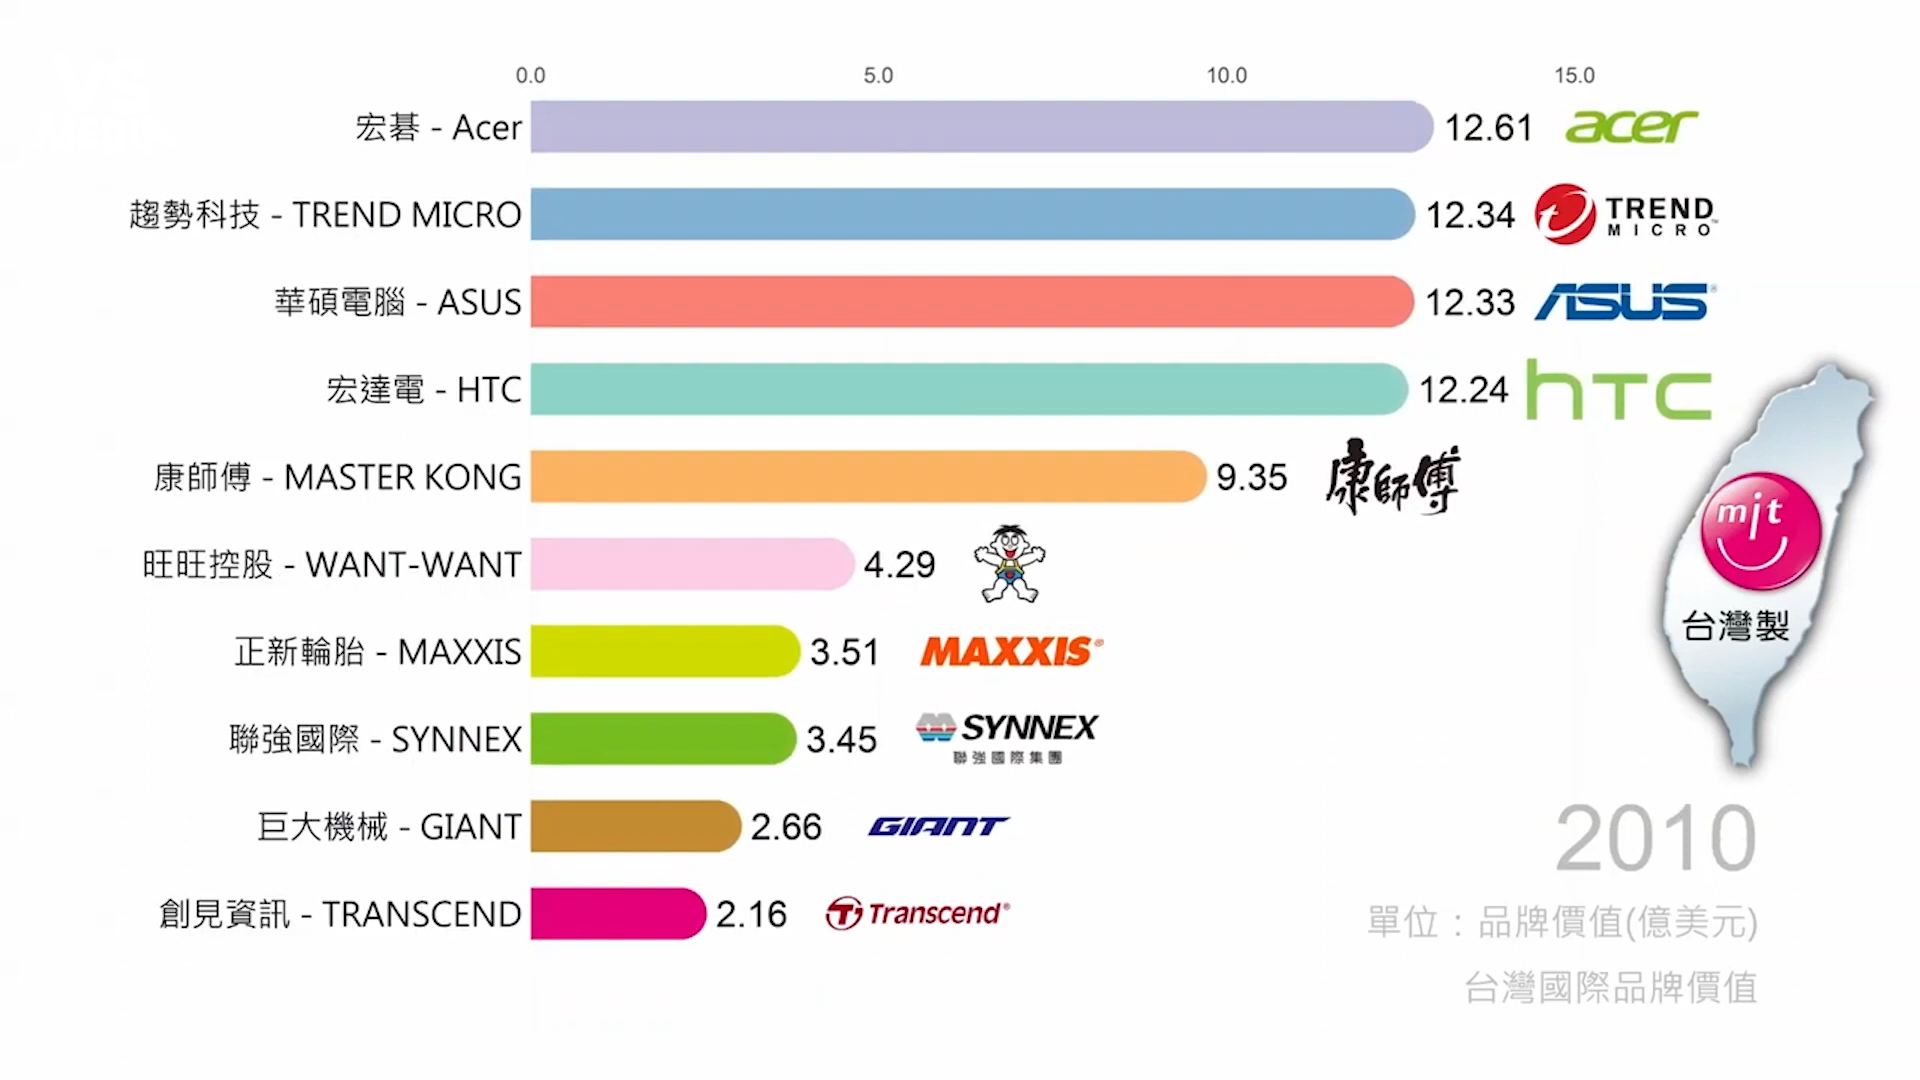 0.0 5.0 10.0 15.0
宏碁 - Acer 12.61 acer
趨勢科技 - TREND MICRO 12.34 TREND MICRO™
華碩電腦 - ASUS 12.33 ASUS®
宏達電 - HTC 12.24 hTC
康師傅 - MASTER KONG 9.35 康師傅
旺旺控股 - WANT-WANT 4.29
正新輪胎 - MAXXIS 3.51 MAXXIS®
聯強國際 - SYNNEX 3.45 SYNNEX
聯強國際集團
巨大機械 - GIANT 2.66 GIANT
創見資訊 - TRANSCEND 2.16 Transcend®
mit
台灣製
2010
單位：品牌價值(億美元)
台灣國際品牌價值